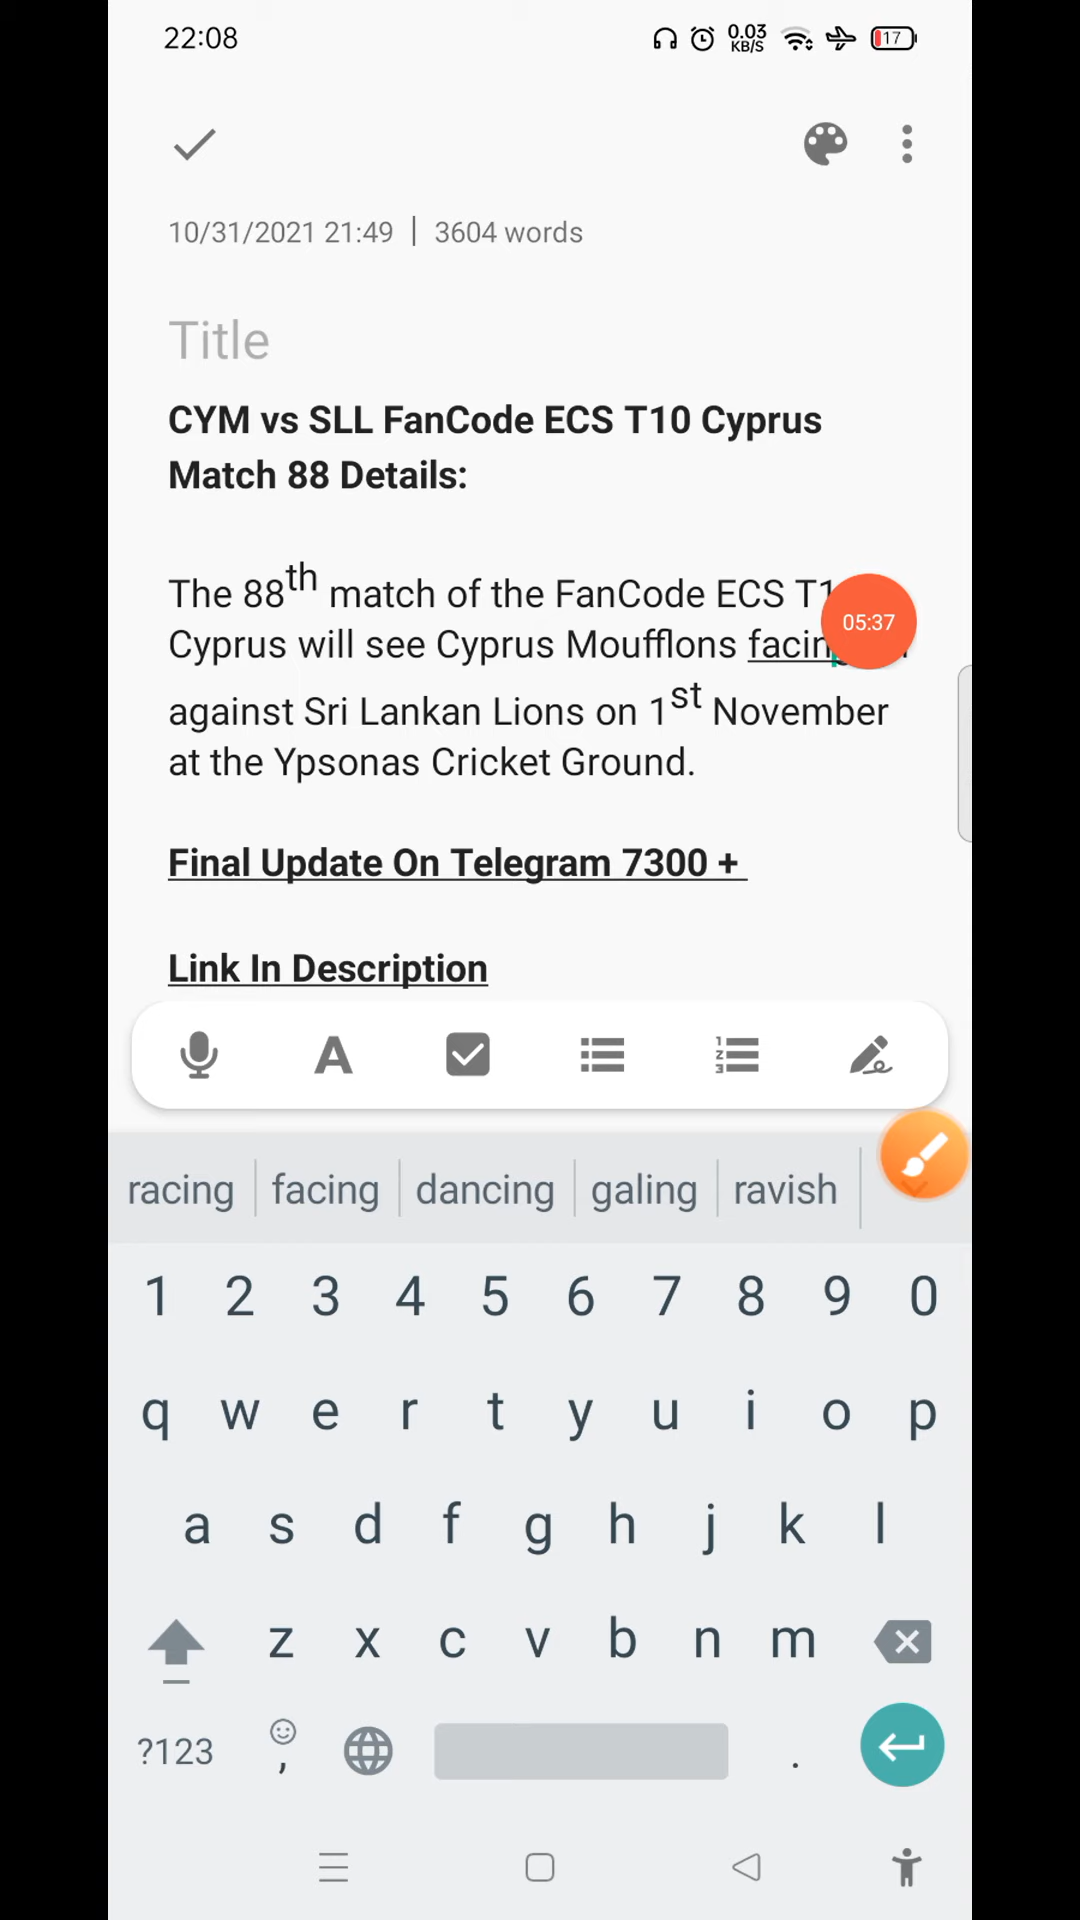 22:08
0.03
KB/S
17
10/31/2021 21:49 | 3604 words
Title
CYM vs SLL FanCode ECS T10 Cyprus
Match 88 Details:
The 88th match of the FanCode ECS
Cyprus will see Cyprus Moufflons
05:37
against Sri Lankan Lions on 1st November
at the Ypsonas Cricket Ground.
Final Update On Telegram 7300 +
Link In Description
A
1
2
3
racing facing dancing galing ravish
1 2 3 4 5 6 7 8 9 0
q w e r t y u i o p
a s d f g h j k l
z x c v b n m
?123 , .